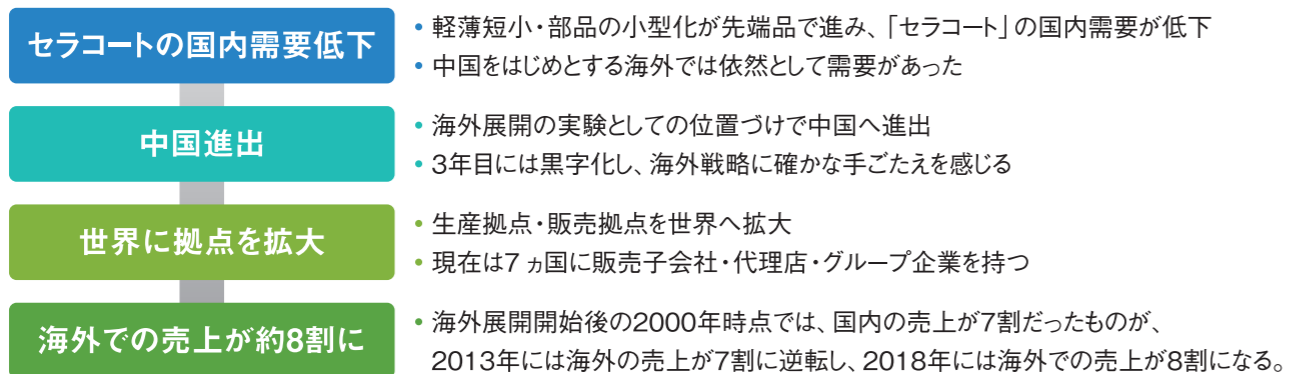 セラコートの国内需要低下
• 軽薄短小・部品の小型化が先端品で進み、「セラコート」の国内需要が低下
• 中国をはじめとする海外では依然として需要があった
中国進出
• 海外展開の実験としての位置づけで中国へ進出
• 3年目には黒字化し、海外戦略に確かな手ごたえを感じる
世界に拠点を拡大
• 生産拠点・販売拠点を世界へ拡大
• 現在は7ヵ国に販売子会社・代理店・グループ企業を持つ
海外での売上が約8割に
• 海外展開開始後の2000年時点では、国内の売上が7割だったものが、
2013年には海外の売上が7割に逆転し、2018年には海外での売上が8割になる。